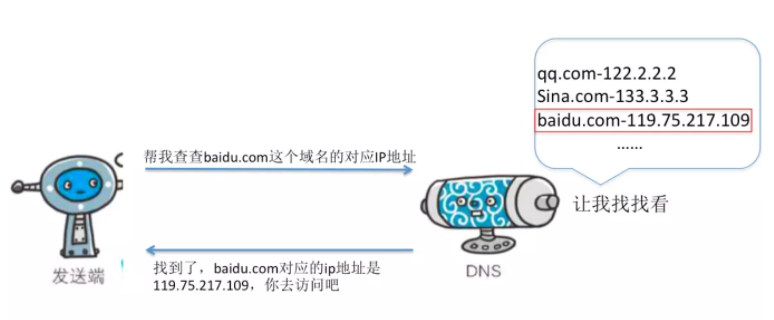 qq.com-122.2.2.2
Sina.com-133.3.3.3
baidu.com-119.75.217.109
......
帮我查查baidu.com这个域名的对应IP地址
让我找找看
找到了，baidu.com对应的ip地址是
119.75.217.109，你去访问吧
发送端
DNS